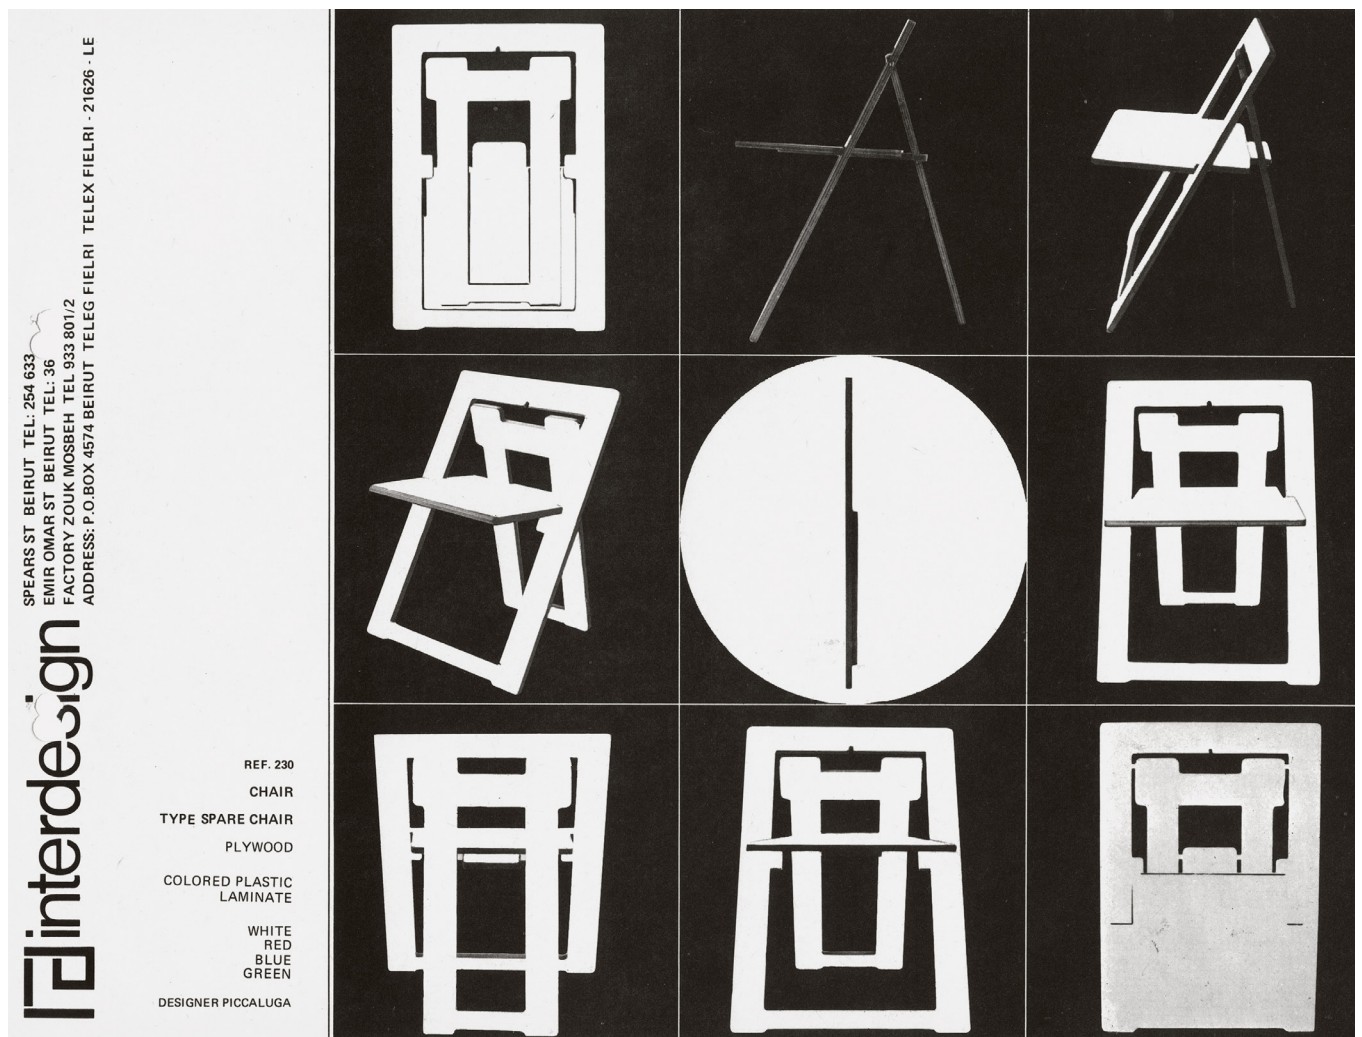 interdesign
SPEARS ST BEIRUT TEL: 254 633
EMIR OMAR ST BEIRUT TEL: 36
FACTORY ZOUK MOSBEH TEL 933 801/2
ADDRESS: P.O.BOX 4574 BEIRUT TELEG FIELRI TELEX FIELRI - 21626 - LE
REF. 230
CHAIR
TYPE SPARE CHAIR
PLYWOOD
COLORED PLASTIC
LAMINATE
WHITE
RED
BLUE
GREEN
DESIGNER PICCALUGA